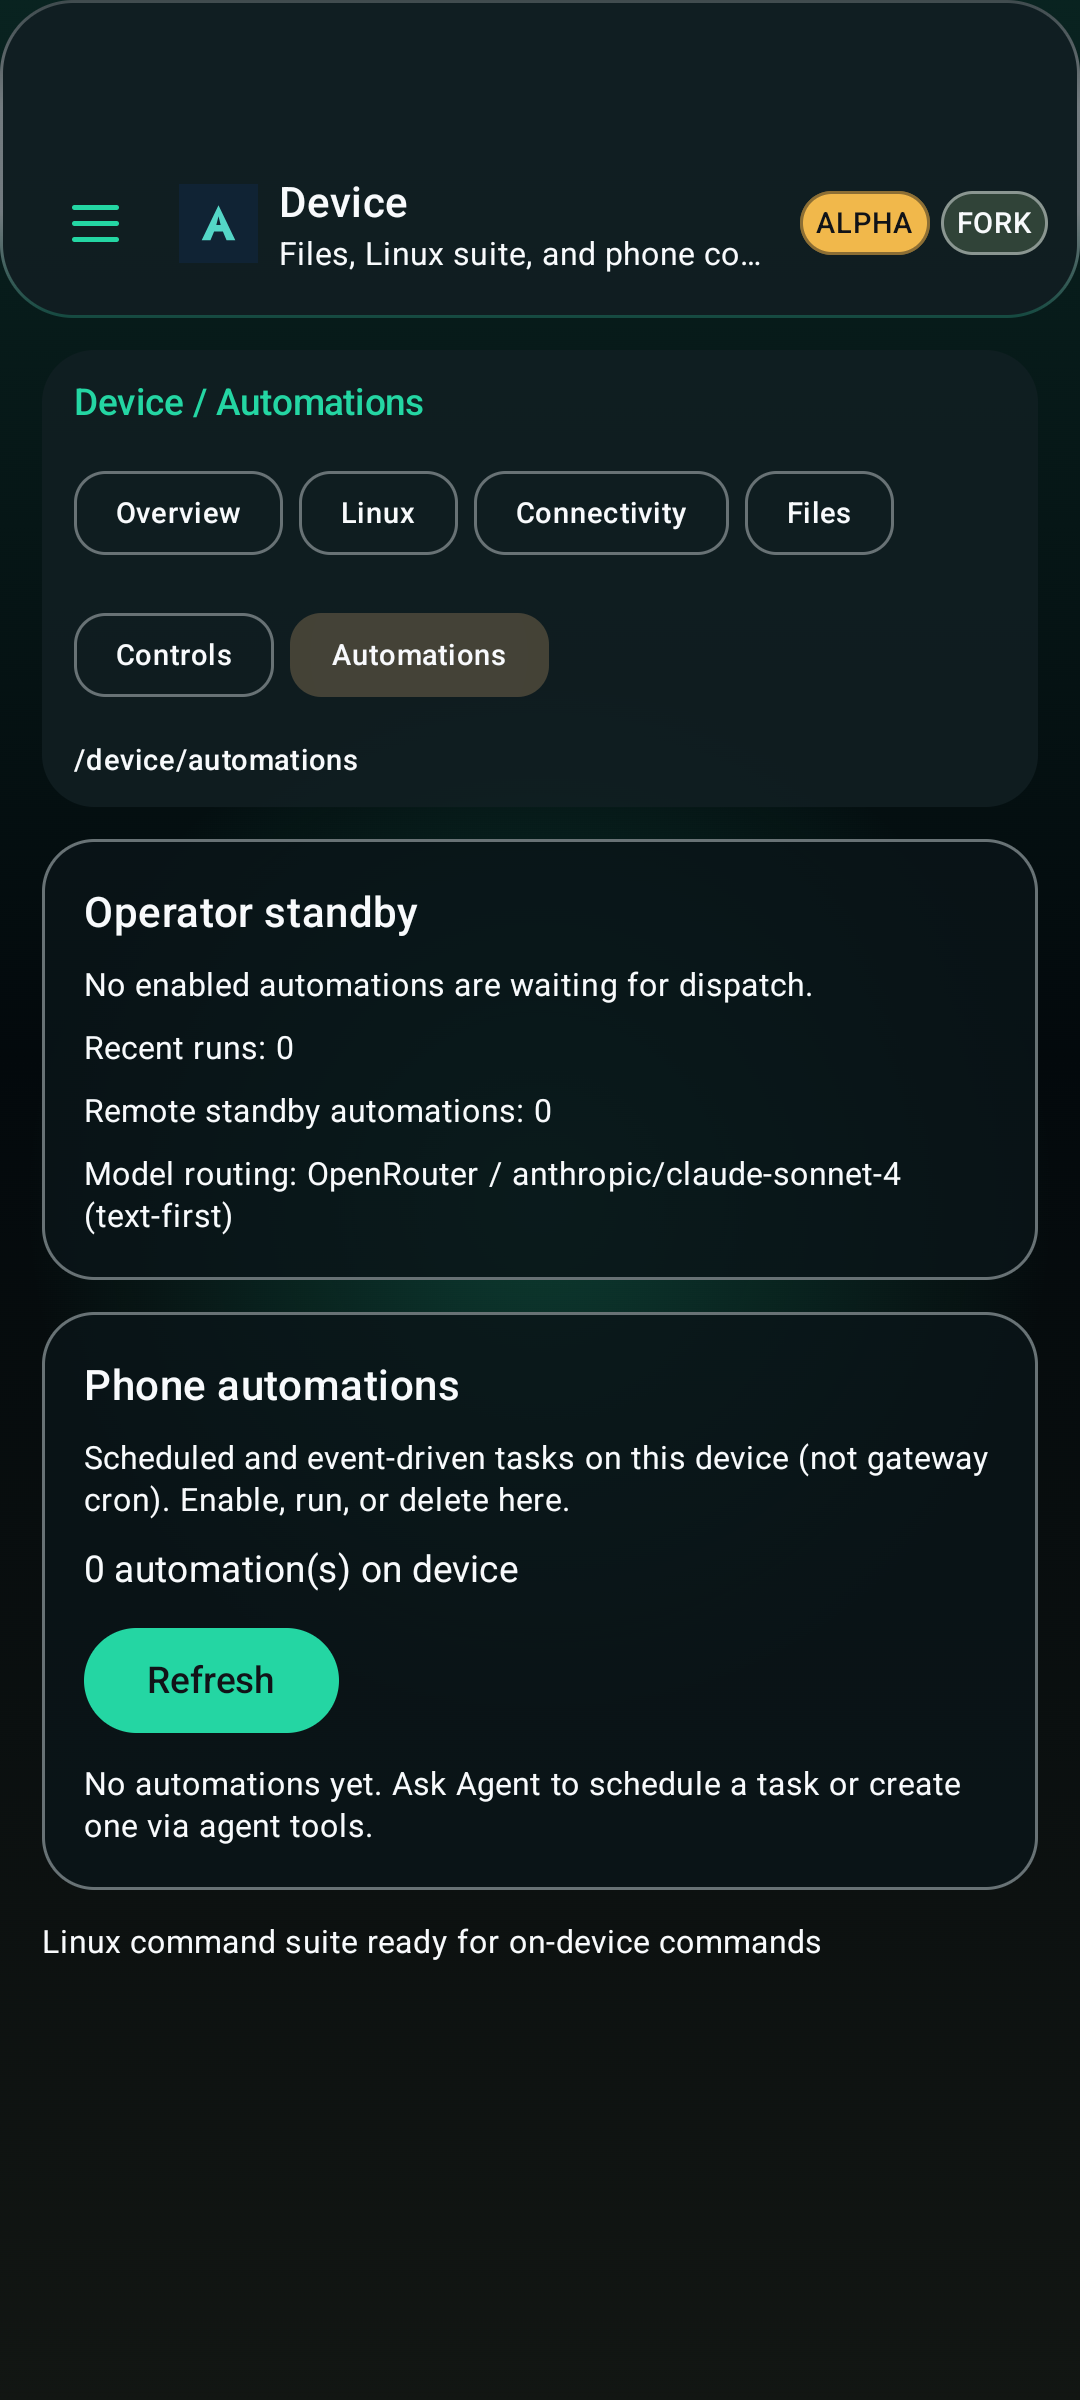 Device
Files, Linux suite, and phone co…
ALPHA
FORK
Device / Automations
Overview
Linux
Connectivity
Files
Controls
Automations
/device/automations
Operator standby
No enabled automations are waiting for dispatch.
Recent runs: 0
Remote standby automations: 0
Model routing: OpenRouter / anthropic/claude-sonnet-4
(text-first)
Phone automations
Scheduled and event-driven tasks on this device (not gateway
cron). Enable, run, or delete here.
0 automation(s) on device
Refresh
No automations yet. Ask Agent to schedule a task or create
one via agent tools.
Linux command suite ready for on-device commands